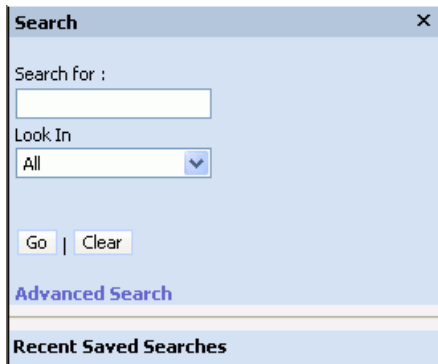 Search
Search for :
Look In
All
Go | Clear
Advanced Search
Recent Saved Searches